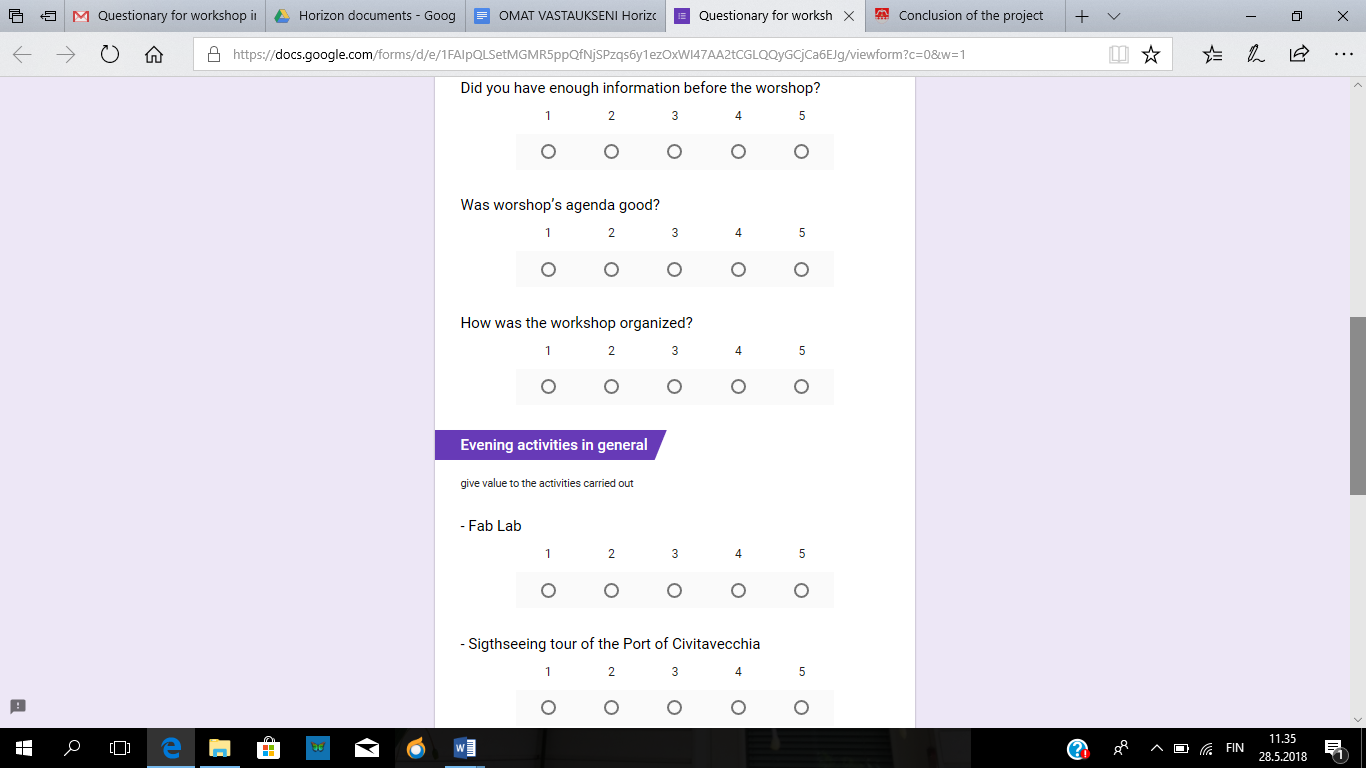 Questionary for workshop in
Horizon documents - Goog
OMAT VASTAUKSENI Horizo
Questionary for worksh
Conclusion of the project
https://docs.google.com/forms/d/e/1FAIpQLSetMGMR5ppQfNjSPzqs6y1ezOxWI47AA2tCGLQQyGCjCa6EJg/viewform?c=0&w=1
Did you have enough information before the worshop?
1 2 3 4 5
Was worshop's agenda good?
1 2 3 4 5
How was the workshop organized?
1 2 3 4 5
Evening activities in general
give value to the activities carried out
- Fab Lab
1 2 3 4 5
- Sigthseeing tour of the Port of Civitavecchia
1 2 3 4 5
FIN
11.35
28.5.2018
1